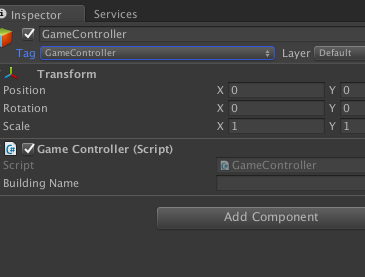 Inspector Services
GameController
Tag GameController Layer Default
Transform
Position X 0 Y 0
Rotation X 0 Y 0
Scale X 1 Y 1
Game Controller (Script)
Script GameController
Building Name
Add Component